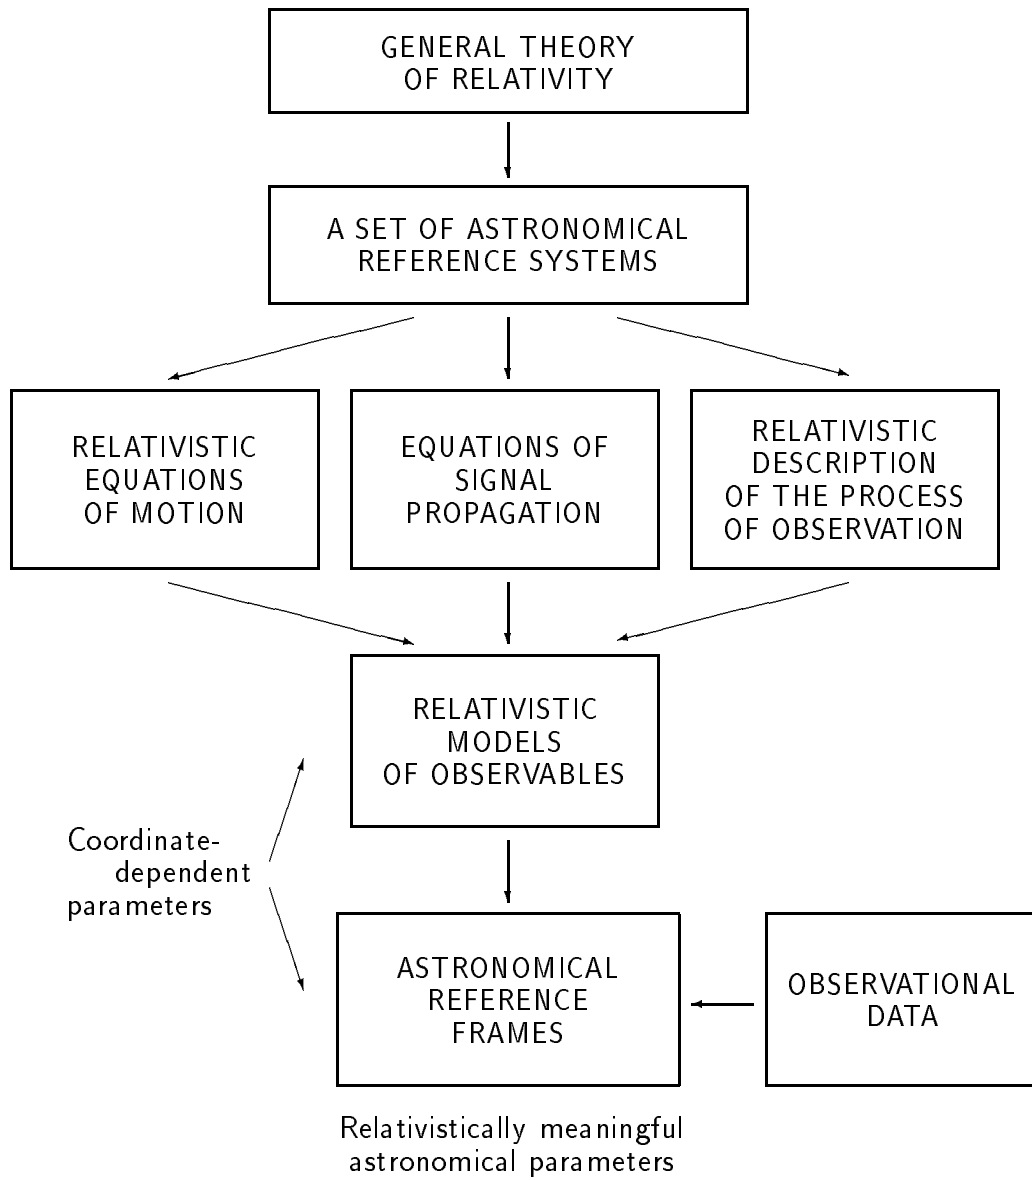 GENERAL THEORY
OF RELATIVITY
A SET OF ASTRONOMICAL
REFERENCE SYSTEMS
RELATIVISTIC
EQUATIONS
OF MOTION
EQUATIONS OF
SIGNAL
PROPAGATION
RELATIVISTIC
DESCRIPTION
OF THE PROCESS
OF OBSERVATION
RELATIVISTIC
MODELS
OF OBSERVABLES
Coordinate-
dependent
parameters
ASTRONOMICAL
REFERENCE
FRAMES
OBSERVATIONAL
DATA
Relativistically meaningful
astronomical parameters